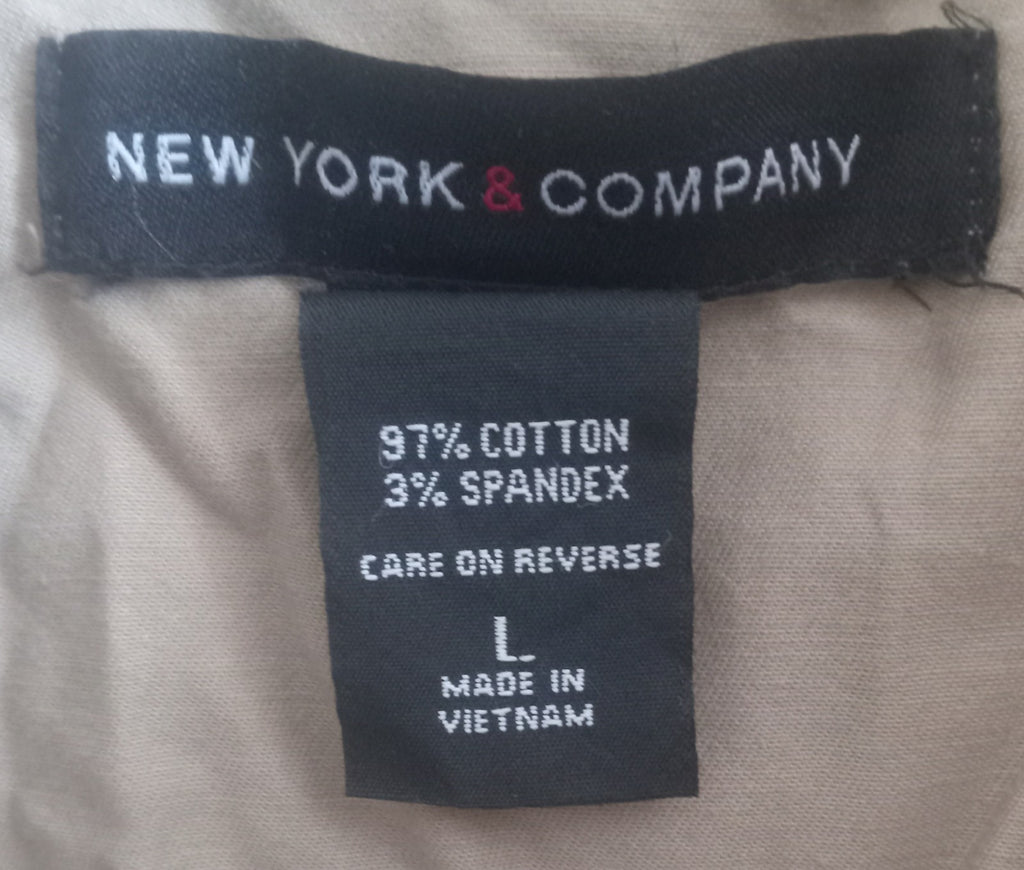 NEW YORK & COMPANY
97% COTTON
3% SPANDEX
CARE ON REVERSE
L
MADE IN
VIETNAM